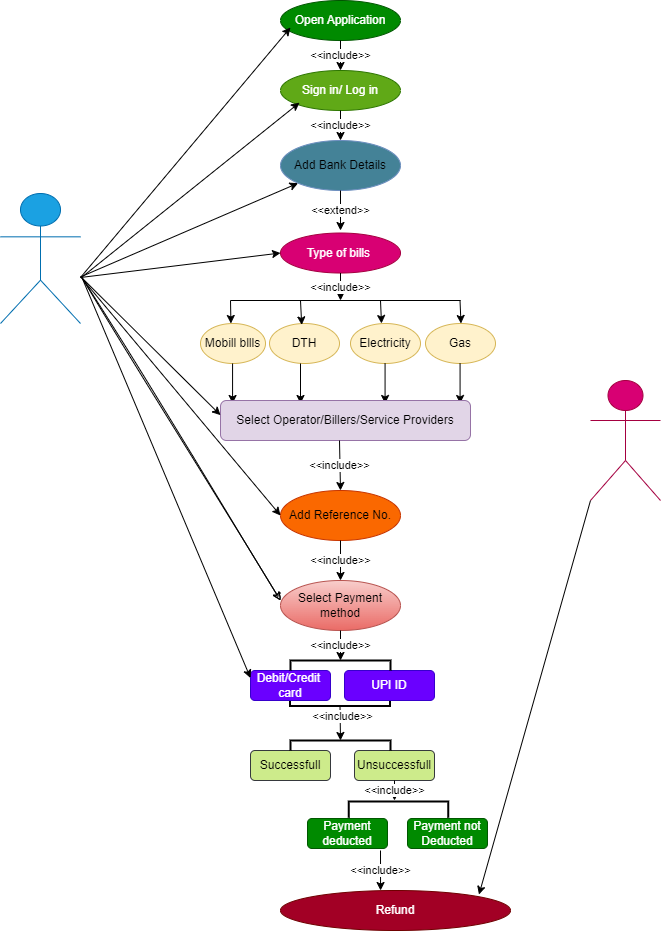 Open Application
<<include>>
Sign in/ Log in
<<include>>
Add Bank Details
<<extend>>
Type of bills
<<include>>
Mobill bIlls DTH Electricity Gas
Select Operator/Billers/Service Providers
<<include>>
Add Reference No.
<<include>>
Select Payment
method
<<include>>
Debit/Credit
card
UPI ID
<<include>>
Successfull Unsuccessfull
<<include>>
Payment
deducted
Payment not
Deducted
<<include>>
Refund